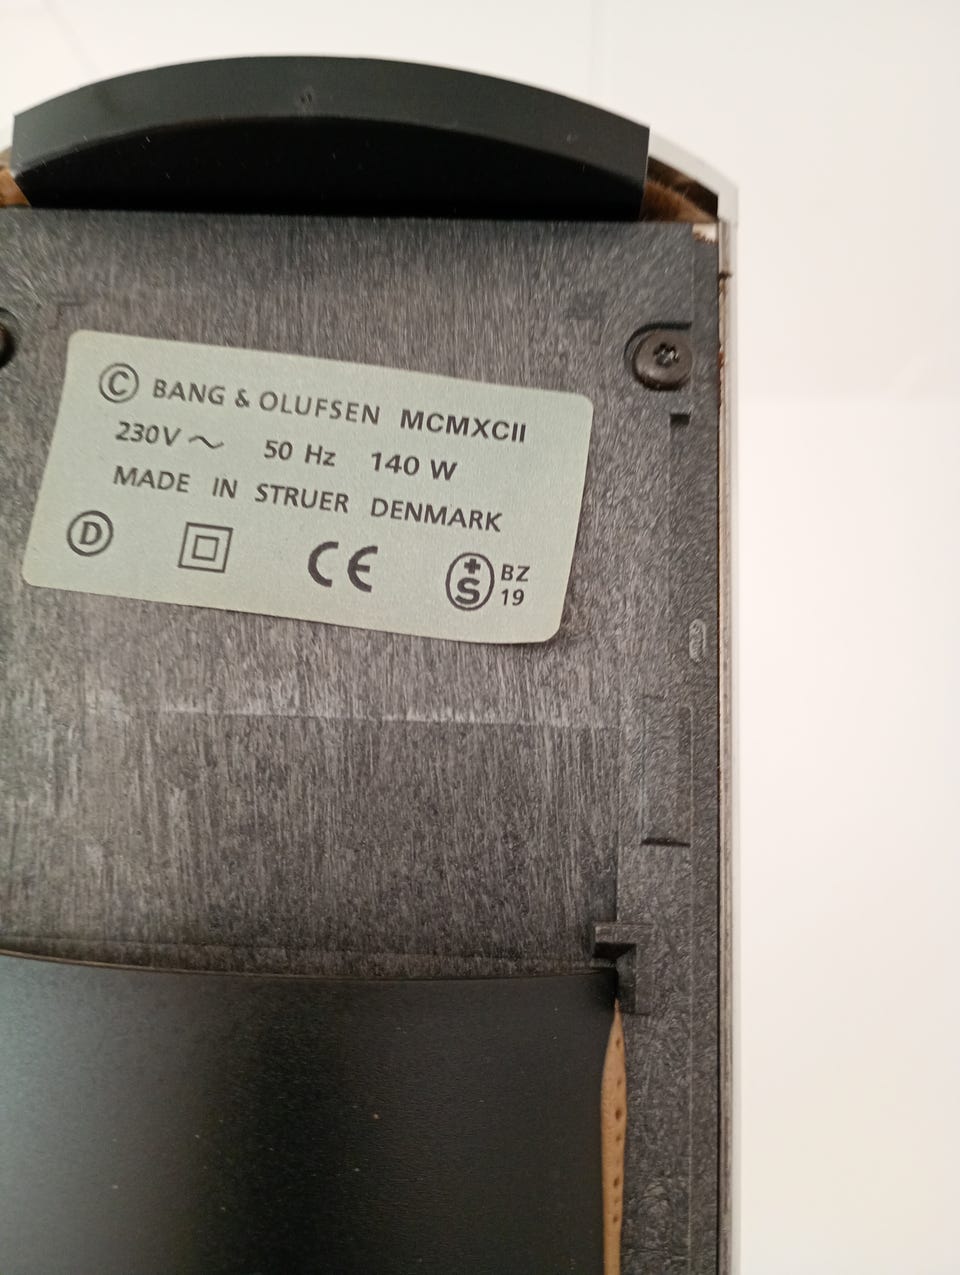 © BANG & OLUFSEN MCMXCII
230V ~ 50 Hz 140 W
MADE IN STRUER DENMARK
D CE +S BZ 19